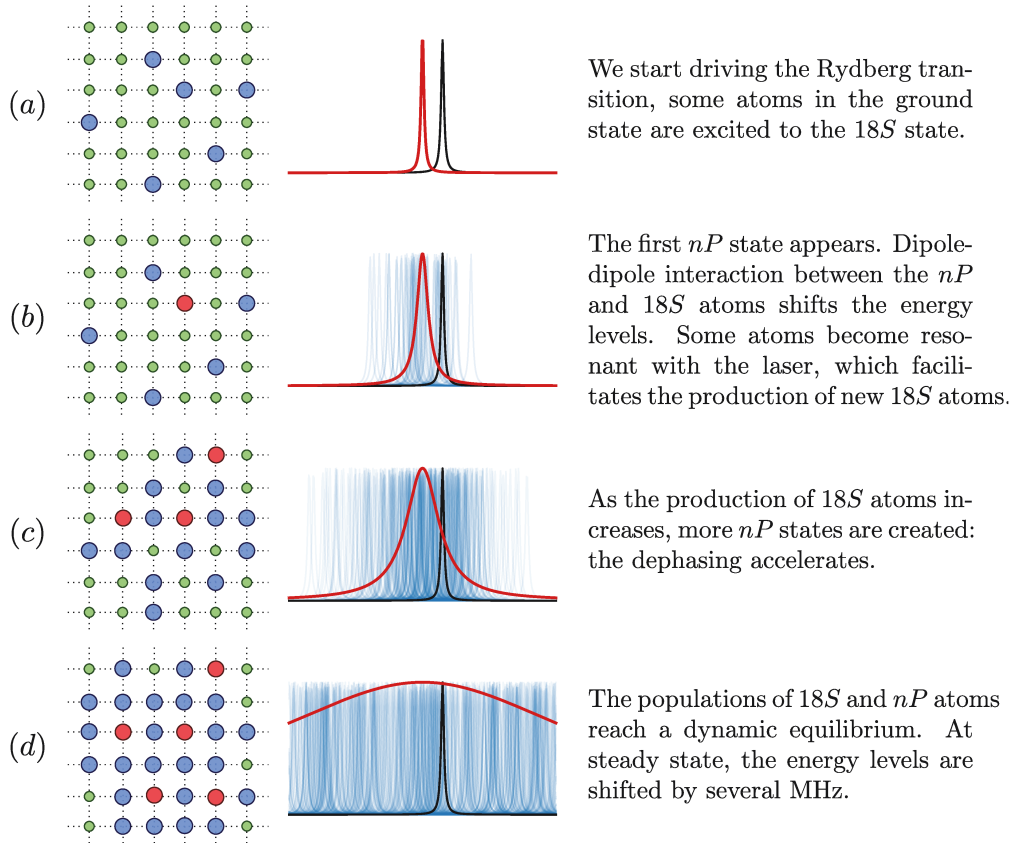 (a)
We start driving the Rydberg tran-
sition, some atoms in the ground
state are excited to the 18S state.
(b)
The first nP state appears. Dipole-
dipole interaction between the nP
and 18S atoms shifts the energy
levels. Some atoms become reso-
nant with the laser, which facili-
tates the production of new 18S atoms.
(c)
As the production of 18S atoms in-
creases, more nP states are created:
the dephasing accelerates.
(d)
The populations of 18S and nP atoms
reach a dynamic equilibrium. At
steady state, the energy levels are
shifted by several MHz.